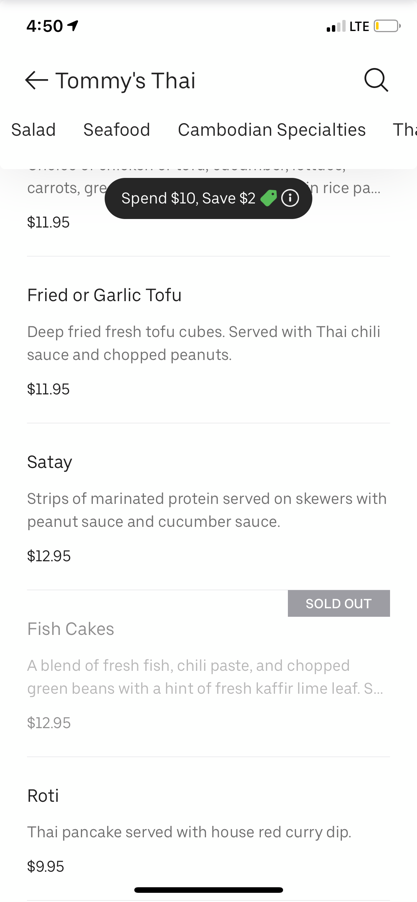 4:50
LTE
Tommy's Thai
Salad Seafood Cambodian Specialties Tha
carrots, gre
Spend $10, Save $2
n rice pa...
$11.95
Fried or Garlic Tofu
Deep fried fresh tofu cubes. Served with Thai chili
sauce and chopped peanuts.
$11.95
Satay
Strips of marinated protein served on skewers with
peanut sauce and cucumber sauce.
$12.95
SOLD OUT
Fish Cakes
A blend of fresh fish, chili paste, and chopped
green beans with a hint of fresh kaffir lime leaf. S...
$12.95
Roti
Thai pancake served with house red curry dip.
$9.95